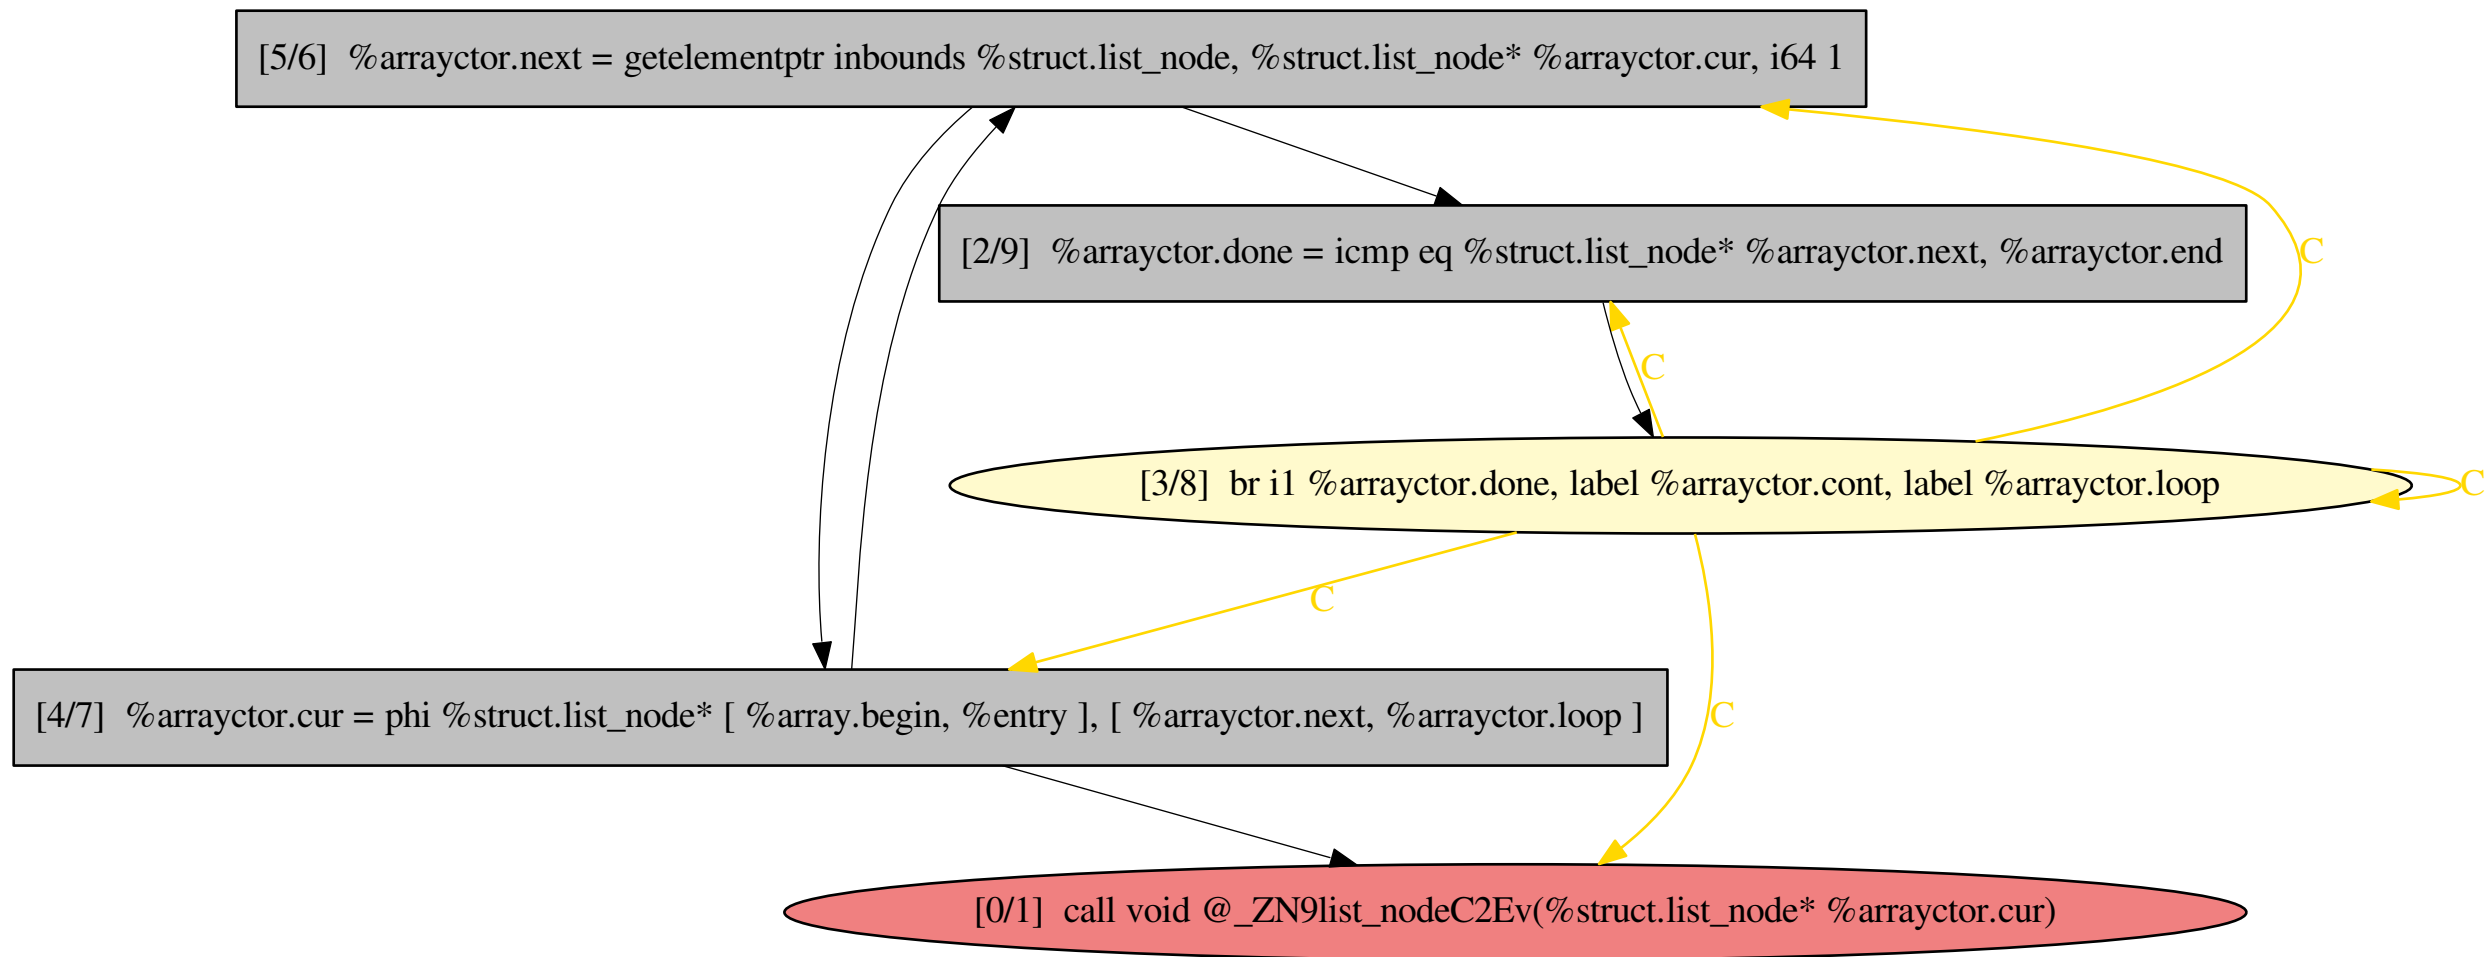 [5/6] %arrayctor.next = getelementptr inbounds %struct.list_node, %struct.list_node* %arrayctor.cur, i64 1
[2/9] %arrayctor.done = icmp eq %struct.list_node* %arrayctor.next, %arrayctor.end
C
C
[3/8] br i1 %arrayctor.done, label %arrayctor.cont, label %arrayctor.loop
C
C
[4/7] %arrayctor.cur = phi %struct.list_node* [ %array.begin, %entry ], [ %arrayctor.next, %arrayctor.loop ]
C
[0/1] call void @_ZN9list_nodeC2Ev(%struct.list_node* %arrayctor.cur)